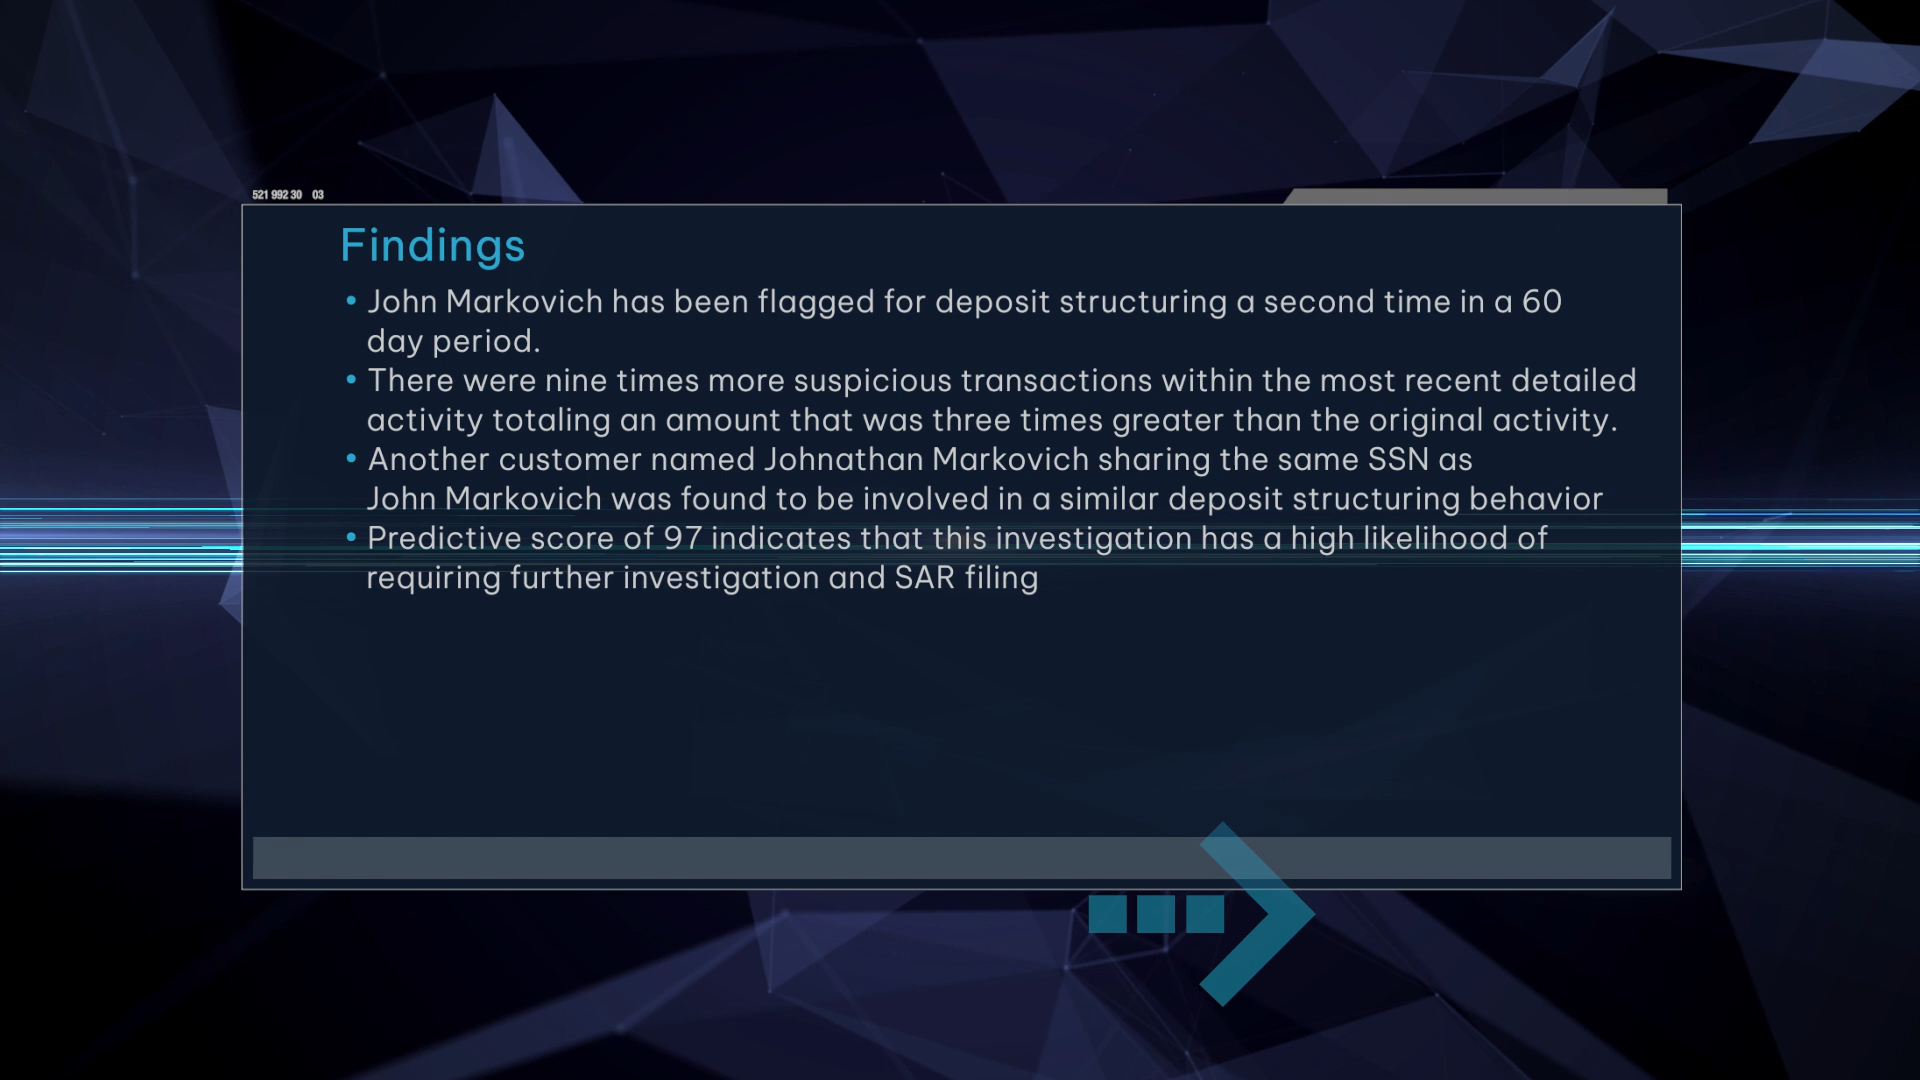 521 992 30 03
Findings
• John Markovich has been flagged for deposit structuring a second time in a 60
day period.
• There were nine times more suspicious transactions within the most recent detailed
activity totaling an amount that was three times greater than the original activity.
• Another customer named Johnathan Markovich sharing the same SSN as
John Markovich was found to be involved in a similar deposit structuring behavior
• Predictive score of 97 indicates that this investigation has a high likelihood of
requiring further investigation and SAR filing